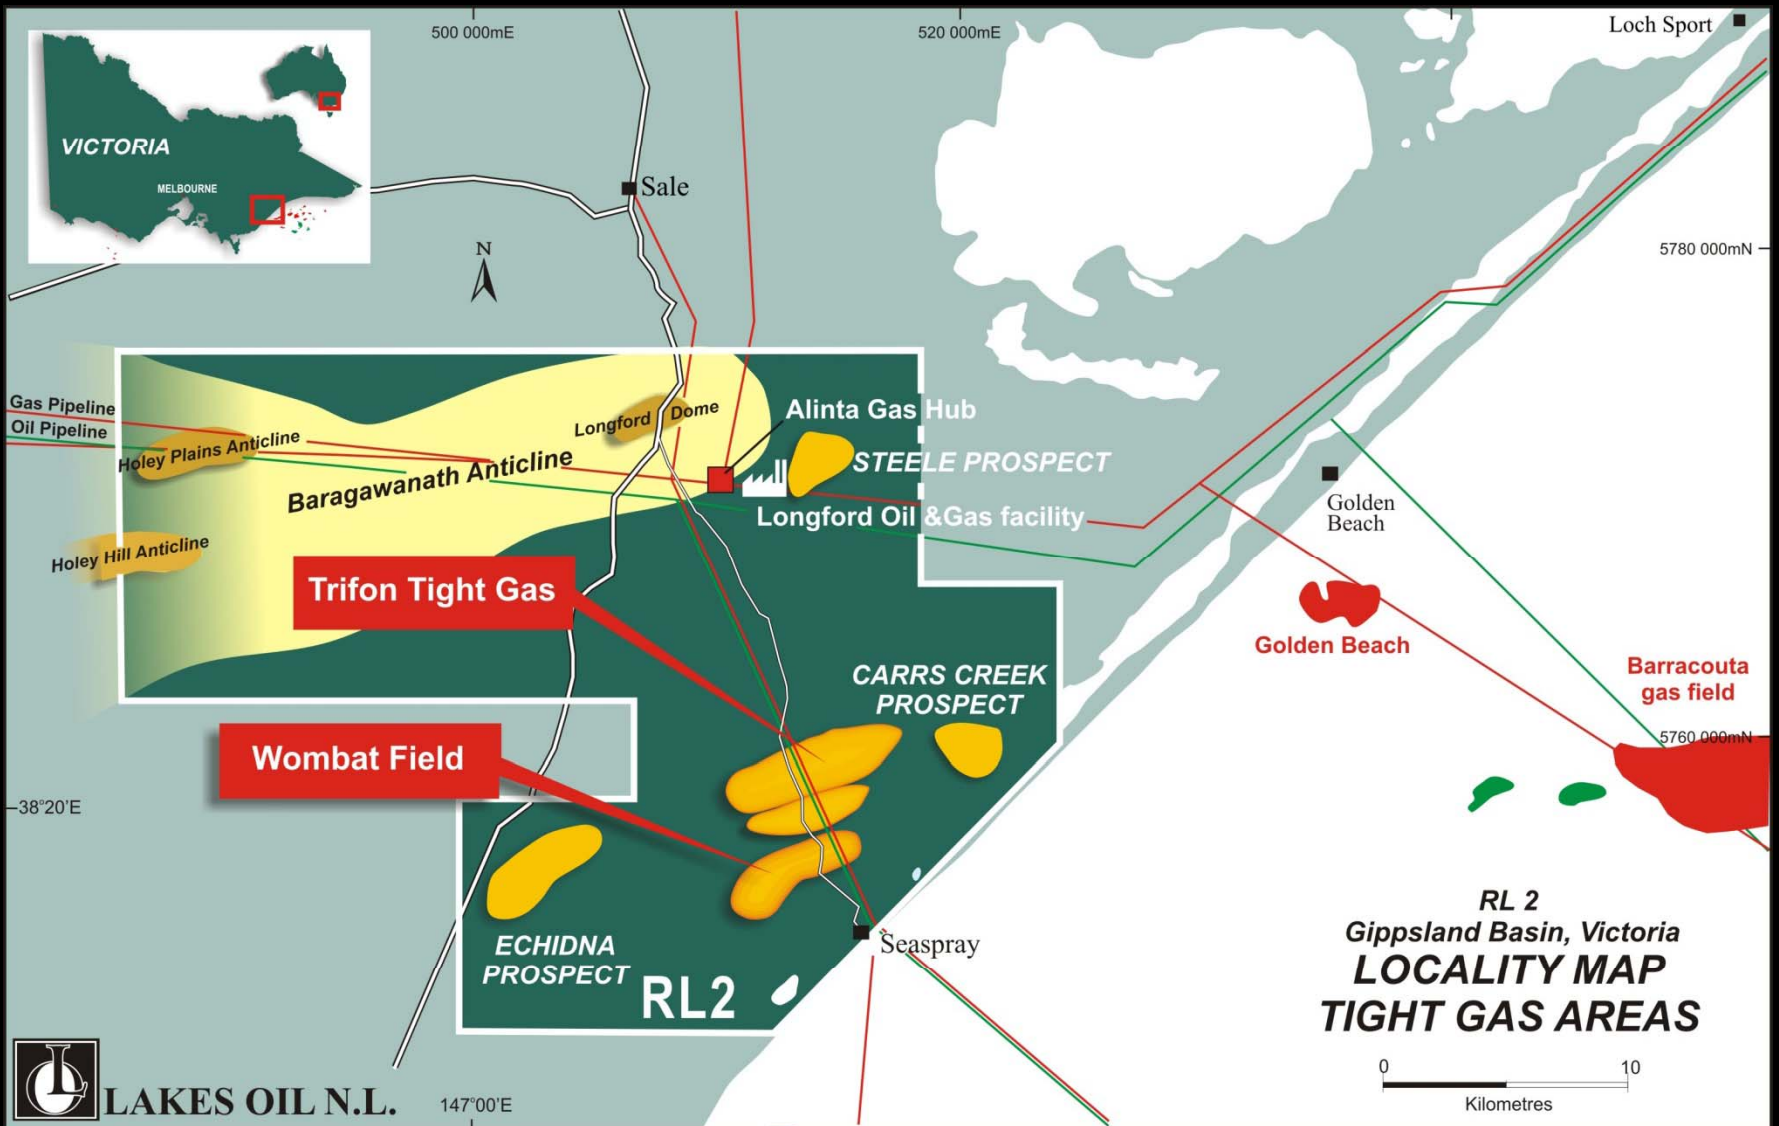 500 000mE
520 000mE
Loch Sport
VICTORIA
MELBOURNE
Sale
N
5780 000mN
Gas Pipeline
Oil Pipeline
Holey Plains Anticline
Longford Dome
Baragawanath Anticline
Alinta Gas Hub
STEELE PROSPECT
Longford Oil &Gas facility
Golden
Beach
Holey Hill Anticline
Trifon Tight Gas
Golden Beach
CARRS CREEK
PROSPECT
Barracouta
gas field
5760 000mN
Wombat Field
38°20'E
ECHIDNA
PROSPECT
RL2
Seaspray
RL 2
Gippsland Basin, Victoria
LOCALITY MAP
TIGHT GAS AREAS
0 10
Kilometres
L
LAKES OIL N.L.
147°00'E